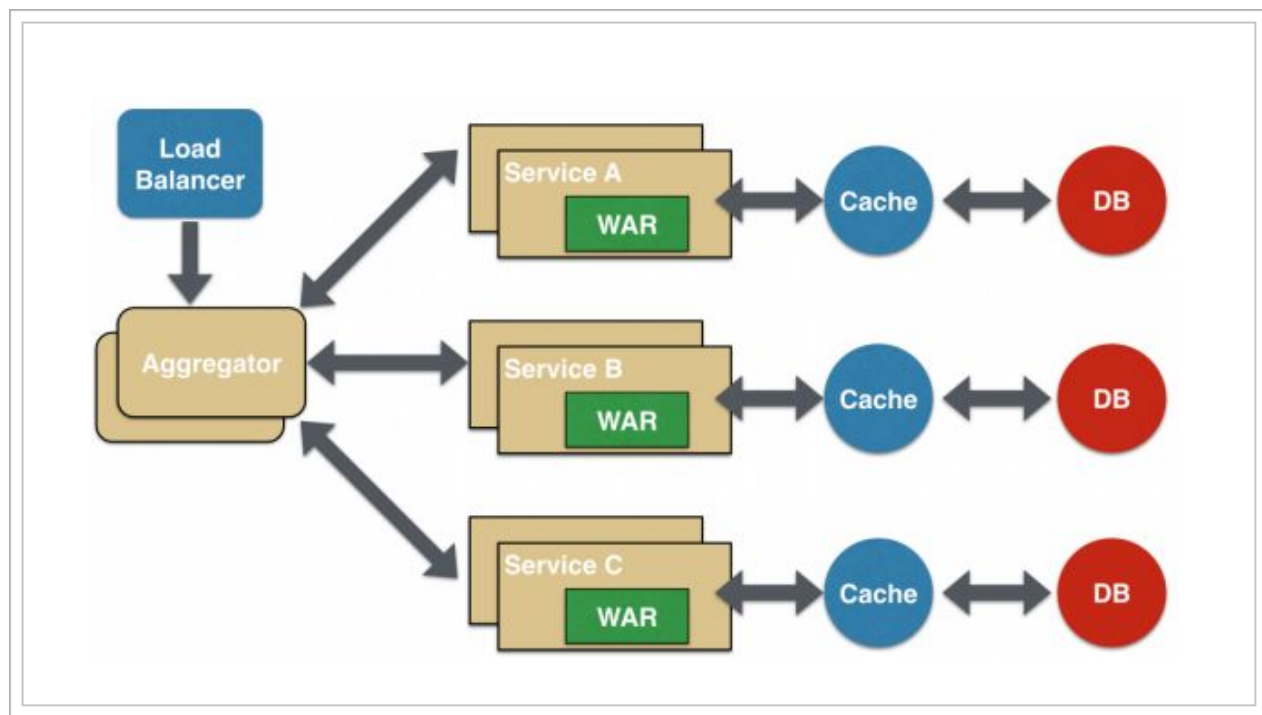 Load
Balancer
Aggregator
Service A
WAR
Cache
DB
Service B
WAR
Cache
DB
Service C
WAR
Cache
DB